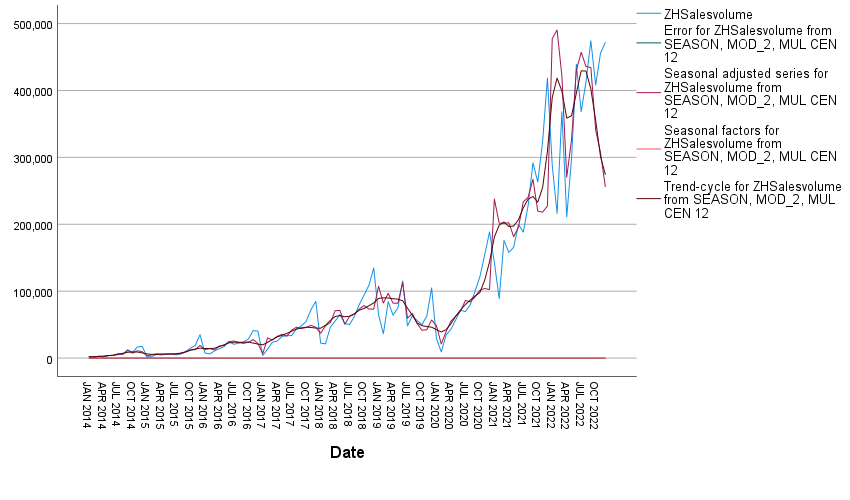 500,000
400,000
300,000
200,000
100,000
0
JAN 2014
APR 2014
JUL 2014
OCT 2014
JAN 2015
APR 2015
JUL 2015
OCT 2015
JAN 2016
APR 2016
JUL 2016
OCT 2016
JAN 2017
APR 2017
JUL 2017
OCT 2017
JAN 2018
APR 2018
JUL 2018
OCT 2018
JAN 2019
APR 2019
JUL 2019
OCT 2019
JAN 2020
APR 2020
JUL 2020
OCT 2020
JAN 2021
APR 2021
JUL 2021
OCT 2021
JAN 2022
APR 2022
JUL 2022
OCT 2022
Date
ZHSalesvolume
Error for ZHSalesvolume from
SEASON, MOD_2, MUL CEN
12
Seasonal adjusted series for
ZHSalesvolume from
SEASON, MOD_2, MUL CEN
12
Seasonal factors for
ZHSalesvolume from
SEASON, MOD_2, MUL CEN
12
Trend-cycle for ZHSalesvolume
from SEASON, MOD_2, MUL
CEN 12